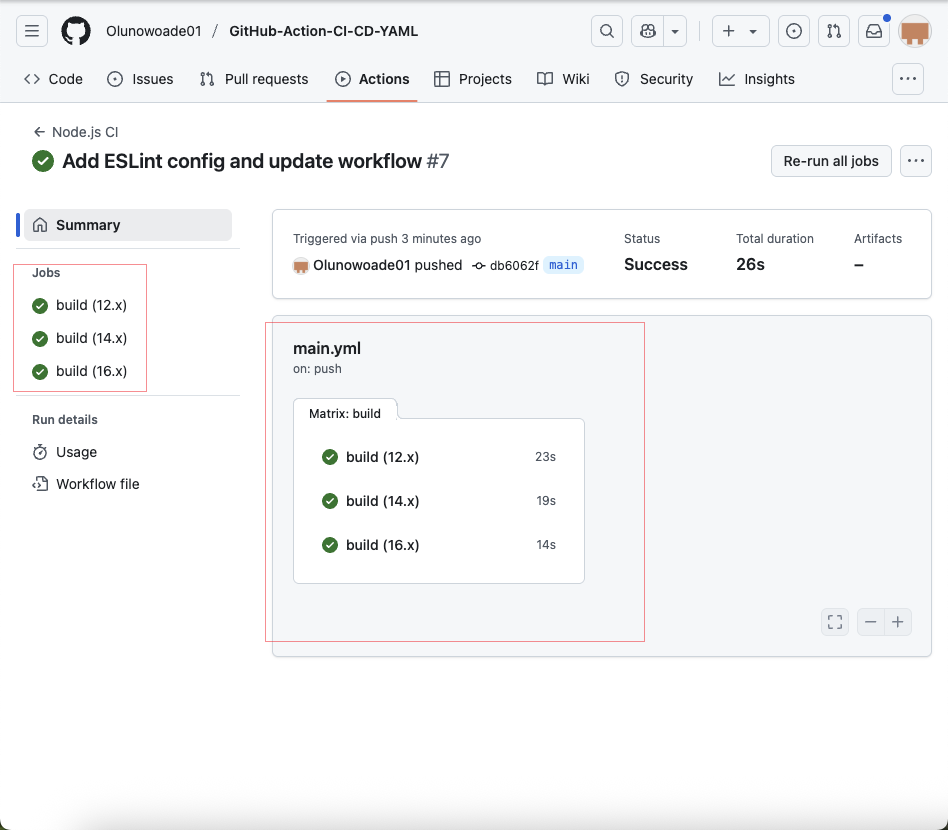 Olunowoade01 / GitHub-Action-CI-CD-YAML
Code Issues Pull requests Actions Projects Wiki Security Insights
Node.js CI
Add ESLint config and update workflow #7
Re-run all jobs
Summary
Jobs
build (12.x)
build (14.x)
build (16.x)
Run details
Usage
Workflow file
Triggered via push 3 minutes ago
Olunowoade01 pushed db6062f main
Status
Success
Total duration
26s
Artifacts
–
main.yml
on: push
Matrix: build
build (12.x) 23s
build (14.x) 19s
build (16.x) 14s